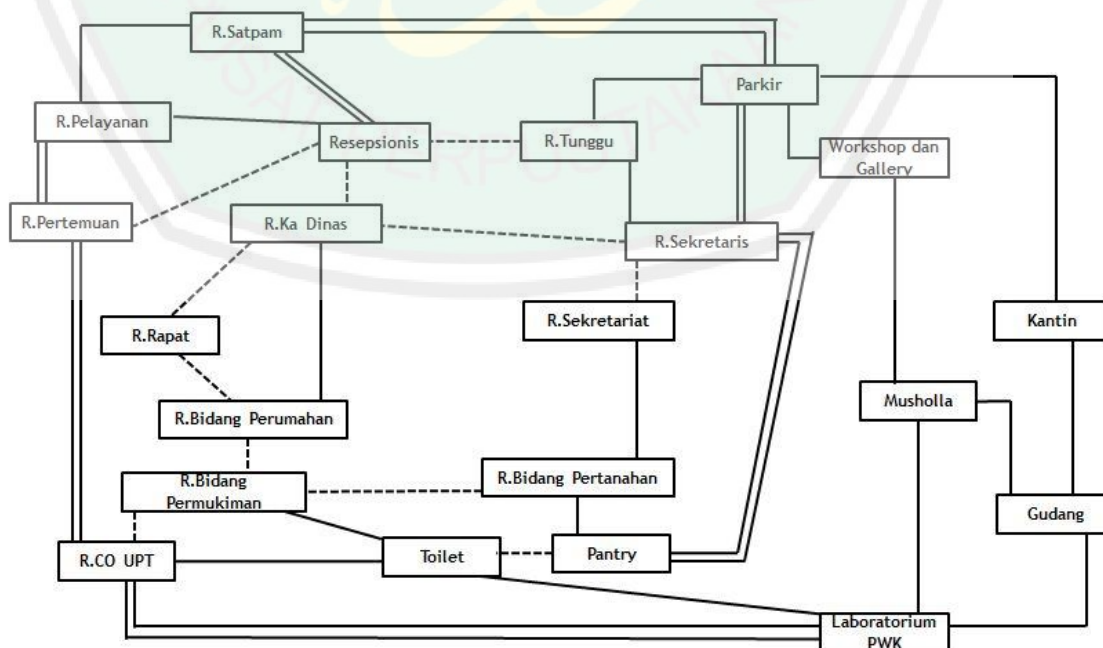 R.Satpam
Parkir
R.Pelayanan
Resepsionis
R.Tunggu
Workshop dan
Gallery
R.Pertemuan
R.Ka Dinas
R.Sekretaris
R.Rapat
R.Sekretariat
Kantin
R.Bidang Perumahan
Musholla
R.Bidang
Permukiman
R.Bidang Pertanahan
Gudang
R.CO UPT
Toilet
Pantry
Laboratorium
PWK